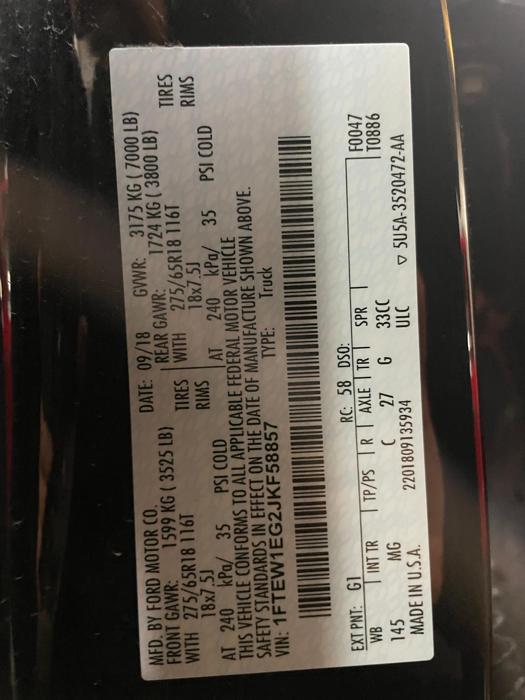 MFD. BY FORD MOTOR CO. DATE: 09/18 GVWR: 3175 KG ( 7000 LB)
FRONT GAWR: 1599 KG ( 3525 LB) REAR GAWR: 1724 KG ( 3800 LB)
WITH 275/65R18 116T TIRES WITH 275/65R18 116T TIRES
18x7.5J RIMS 18x7.5J RIMS
AT 240 kPa/ 35 PSI COLD AT 240 kPa/ 35 PSI COLD
THIS VEHICLE CONFORMS TO ALL APPLICABLE FEDERAL MOTOR VEHICLE
SAFETY STANDARDS IN EFFECT ON THE DATE OF MANUFACTURE SHOWN ABOVE.
VIN: 1FTEW1EG2JKF58857 TYPE: Truck
EXT PNT: G1 RC: 58 DSO: F0047
WB INT TR TP/PS R AXLE TR SPR T0886
145 MG C 27 G 33CC
MADE IN U.S.A. 2201809135934 ULC ▽ 5U5A-3520472-AA